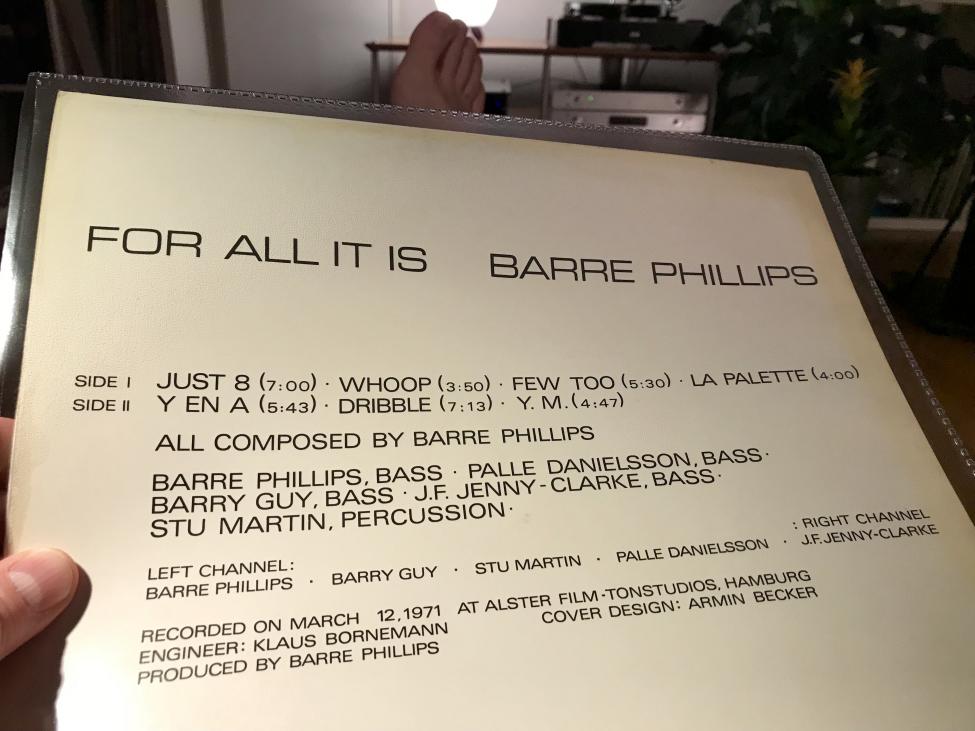 FOR ALL IT IS BARRE PHILLIPS
SIDE I JUST 8 (7:00) · WHOOP (3:50) · FEW TOO (5:30) · LA PALETTE (4:00)
SIDE II Y EN A (5:43) · DRIBBLE (7:13) · Y. M. (4:47)
ALL COMPOSED BY BARRE PHILLIPS
BARRE PHILLIPS, BASS · PALLE DANIELSSON, BASS ·
BARRY GUY, BASS · J.F. JENNY-CLARKE, BASS ·
STU MARTIN, PERCUSSION ·
LEFT CHANNEL: : RIGHT CHANNEL
BARRE PHILLIPS · BARRY GUY · STU MARTIN · PALLE DANIELSSON · J.F. JENNY-CLARKE
RECORDED ON MARCH 12,1971 AT ALSTER FILM-TONSTUDIOS, HAMBURG
ENGINEER: KLAUS BORNEMANN COVER DESIGN: ARMIN BECKER
PRODUCED BY BARRE PHILLIPS